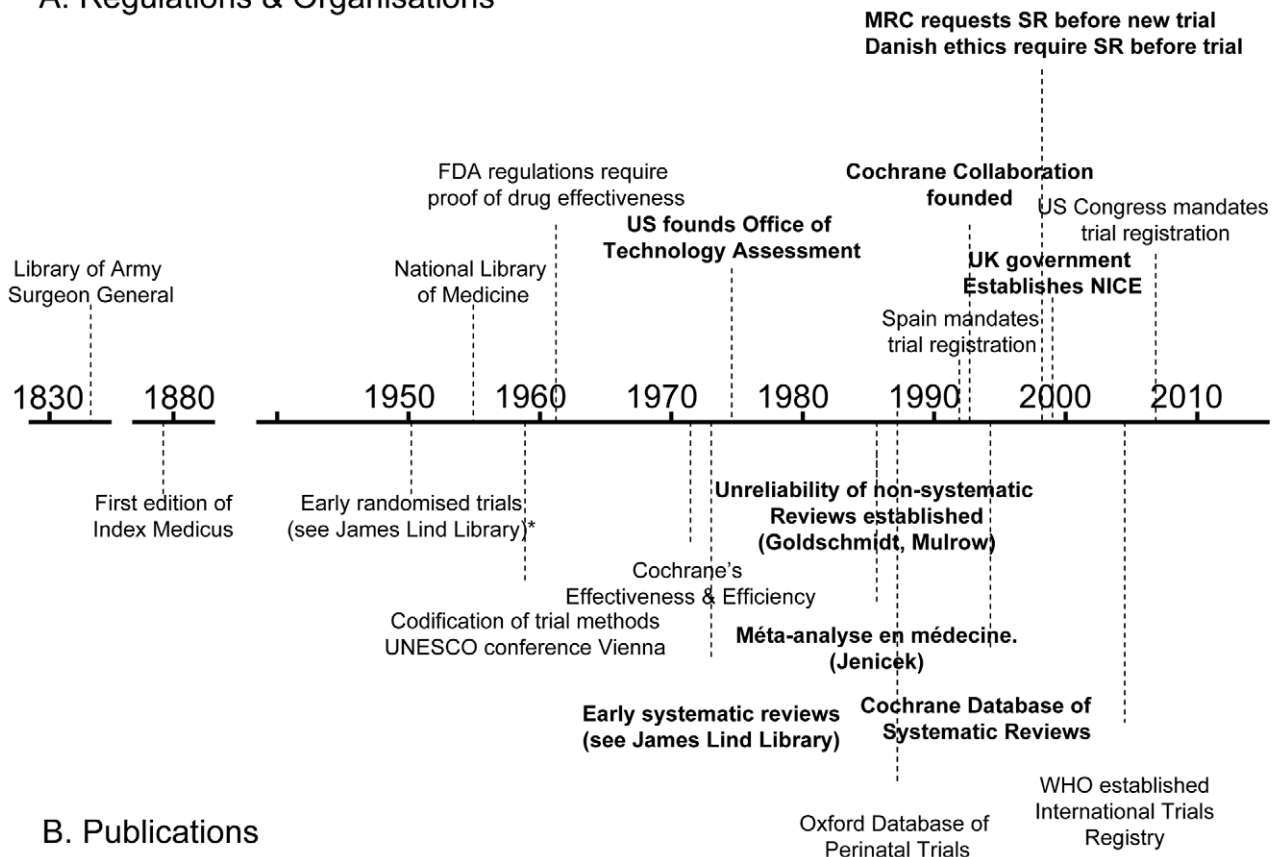 A. Regulations & Organisations
MRC requests SR before new trial
Danish ethics require SR before trial
FDA regulations require
proof of drug effectiveness
Cochrane Collaboration
founded
US founds Office of
Technology Assessment
US Congress mandates
trial registration
Library of Army
Surgeon General
National Library
of Medicine
UK government
Establishes NICE
Spain mandates
trial registration
1830 1880 1950 1960 1970 1980 1990 2000 2010
First edition of
Index Medicus
Early randomised trials
(see James Lind Library)*
Unreliability of non-systematic
Reviews established
(Goldschmidt, Mulrow)
Cochrane's
Effectiveness & Efficiency
Codification of trial methods
UNESCO conference Vienna
Méta-analyse en médecine.
(Jenicek)
Early systematic reviews
(see James Lind Library)
Cochrane Database of
Systematic Reviews
WHO established
International Trials
Registry
Oxford Database of
Perinatal Trials
B. Publications